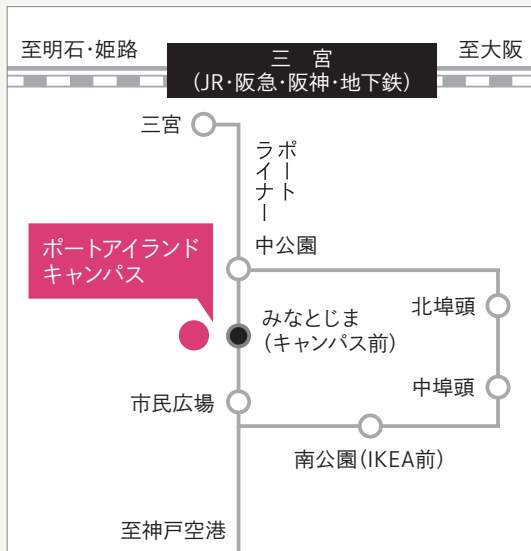 至明石・姫路
三 宮
(JR・阪急・阪神・地下鉄)
至大阪
三宮
ポート
ライナー
中公園
ポートアイランド
キャンパス
北埠頭
みなとじま
(キャンパス前)
中埠頭
市民広場
南公園(IKEA前)
至神戸空港